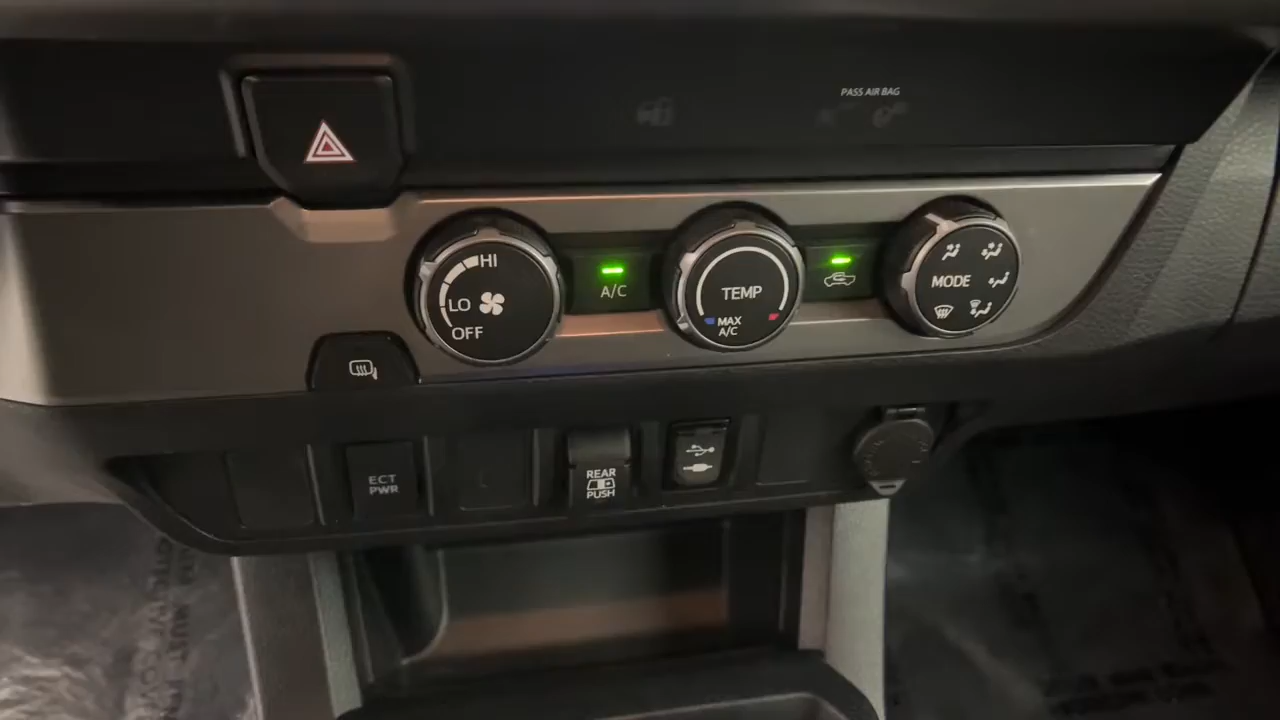 PASS AIR BAG
HI
LO
OFF
A/C
TEMP
MAX
A/C
MODE
ECT
PWR
REAR
PUSH